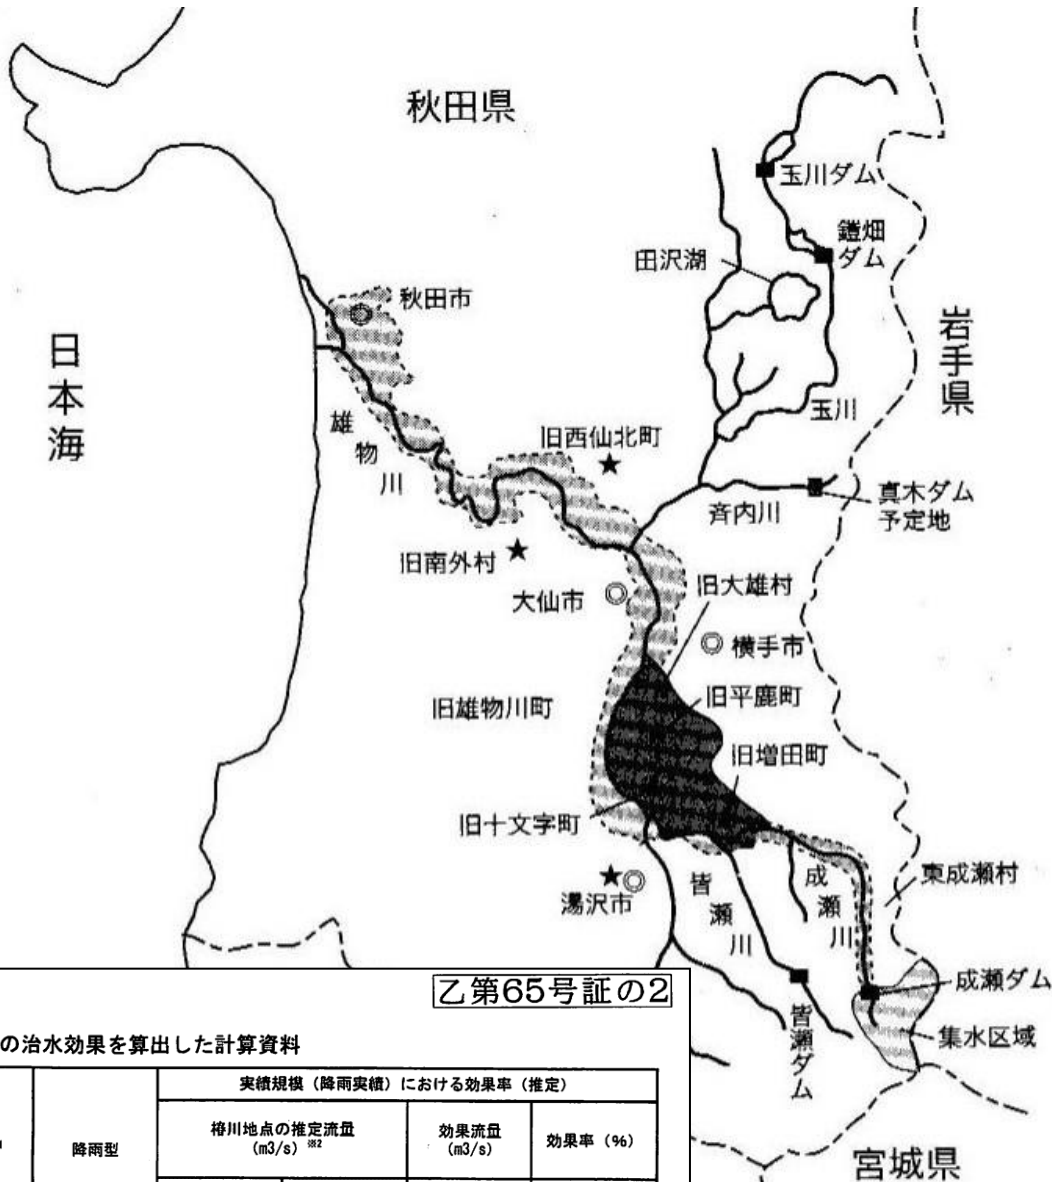 秋田県
玉川ダム
鎧畑
ダム
田沢湖
秋田市
岩手県
日本海
玉川
雄物川
旧西仙北町
真木ダム
予定地
斉内川
旧南外村
大仙市
旧大雄村
横手市
旧平鹿町
旧雄物川町
旧増田町
旧十文字町
湯沢市
皆瀬川
成瀬川
東成瀬村
成瀬ダム
集水区域
皆瀬ダム
宮城県
乙第65号証の2
の治水効果を算出した計算資料
実績規模(降雨実績)における効果率(推定)
降雨型
椿川地点の推定流量
(m3/s) ※2
効果流量
(m3/s)
効果率(%)